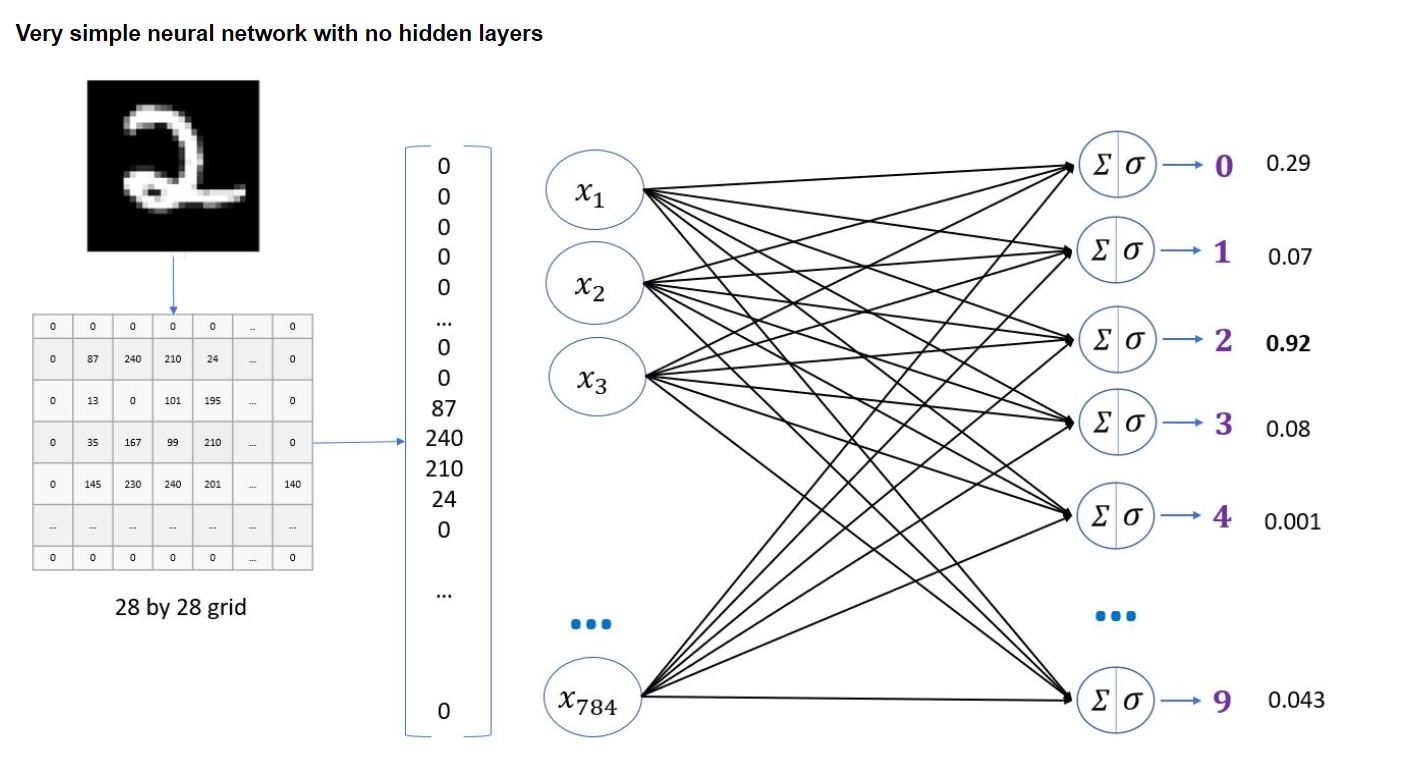 Very simple neural network with no hidden layers
0 0 0 0 0 .. 0
0 87 240 210 24 ... 0
0 13 0 101 195 ... 0
0 35 167 99 210 ... 0
0 145 230 240 201 ... 140
... ... ... ... ... ... ...
0 0 0 0 0 ... 0
28 by 28 grid
0
0
0
0
0
...
0
0
87
240
210
24
0
...
0
x₁
x₂
x₃
...
x₇₈₄
Σ σ 0 0.29
Σ σ 1 0.07
Σ σ 2 0.92
Σ σ 3 0.08
Σ σ 4 0.001
...
Σ σ 9 0.043